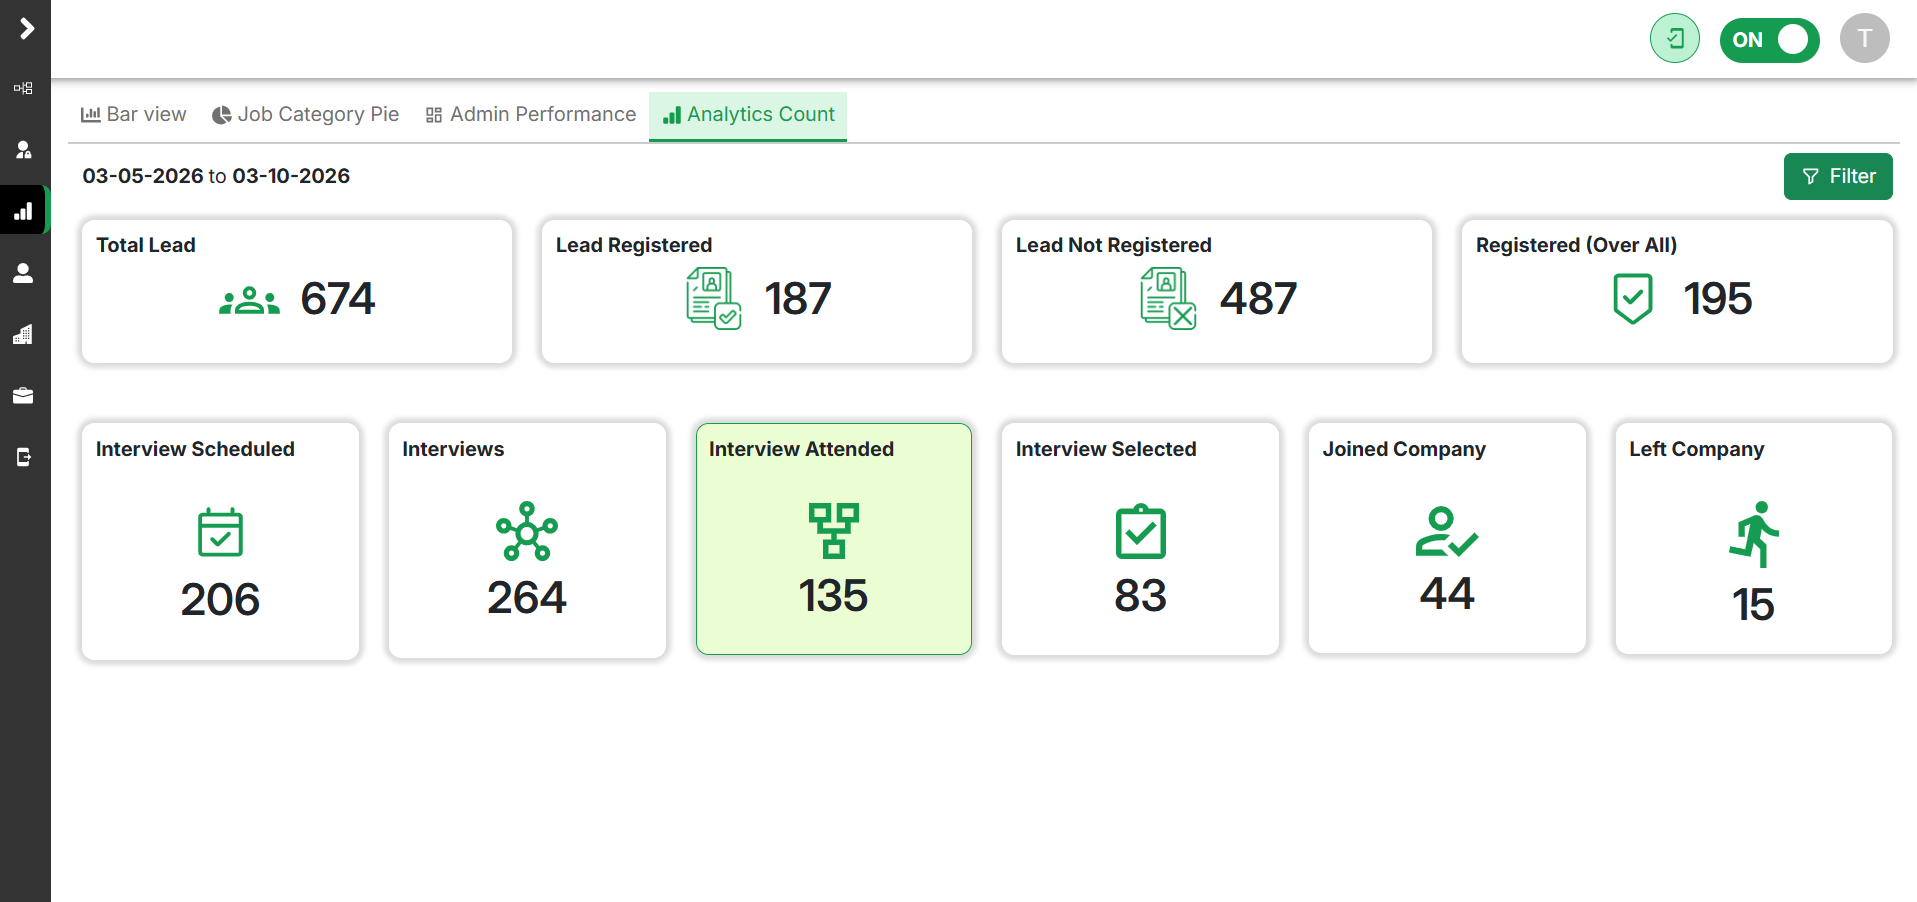 ON
T
Bar view
Job Category Pie
Admin Performance
Analytics Count
03-05-2026 to 03-10-2026
Filter
Total Lead
674
Lead Registered
187
Lead Not Registered
487
Registered (Over All)
195
Interview Scheduled
206
Interviews
264
Interview Attended
135
Interview Selected
83
Joined Company
44
Left Company
15